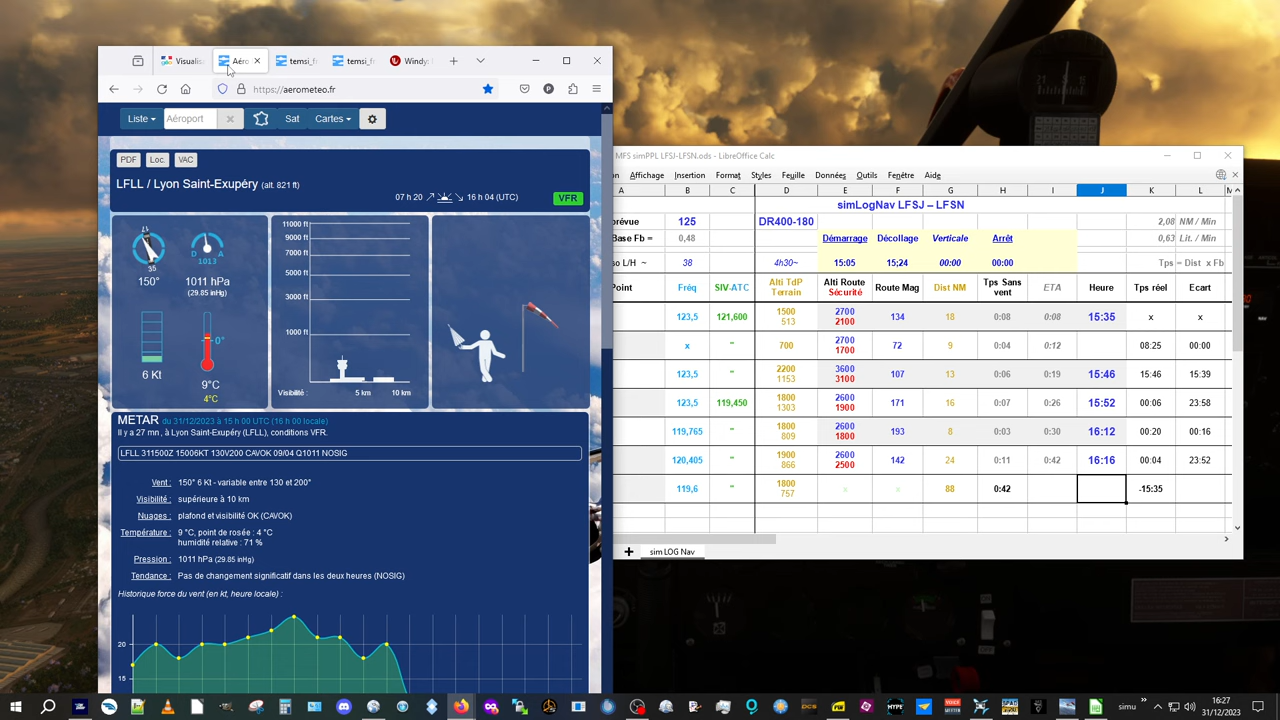 Visualis
Aéro
temsi_fr
temsi_fr
Windy:
https://aerometeo.fr
Liste
Aéroport
Sat
Cartes
PDF
Loc.
VAC
LFLL / Lyon Saint-Exupéry (alt. 821 ft)
07 h 20
16 h 04 (UTC)
VFR
35
150°
D A
1013
1011 hPa
(29.85 inHg)
6 Kt
0°
9°C
4°C
11000 ft
9000 ft
7000 ft
5000 ft
3000 ft
1000 ft
Visibilité :
5 km
10 km
METAR du 31/12/2023 à 15 h 00 UTC (16 h 00 locale)
Il y a 27 mn , à Lyon Saint-Exupéry (LFLL), conditions VFR.
LFLL 311500Z 15006KT 130V200 CAVOK 09/04 Q1011 NOSIG
Vent : 150° 6 Kt - variable entre 130 et 200°
Visibilité : supérieure à 10 km
Nuages : plafond et visibilité OK (CAVOK)
Température : 9 °C, point de rosée : 4 °C
humidité relative : 71 %
Pression : 1011 hPa (29.85 inHg)
Tendance : Pas de changement significatif dans les deux heures (NOSIG)
Historique force du vent (en kt, heure locale) :
20
15
MFS simPPL LFSJ-LFSN.ods - LibreOffice Calc
Affichage Insertion Format Styles Feuille Données Outils Fenêtre Aide
A B C D E F G H I J K L M
simLogNav LFSJ – LFSN
prévue 125 DR400-180 2,08 NM / Min
Base Fb = 0,48 Démarrage Décollage Verticale Arrêt 0,63 Lit. / Min
so L/H ~ 38 4h30~ 15:05 15;24 00:00 00:00 Tps = Dist x Fb
Point Fréq SIV-ATC Alti TdP Terrain Alti Route Sécurité Route Mag Dist NM Tps Sans vent ETA Heure Tps réel Ecart
123,5 121,600 1500 513 2700 2100 134 18 0:08 0:08 15:35 x x
x " 700 2700 1700 72 9 0:04 0:12 08:25 00:00
123,5 " 2200 1153 3600 3100 107 13 0:06 0:19 15:46 15:46 15:39
123,5 119,450 1800 1303 2600 1900 171 16 0:07 0:26 15:52 00:06 23:58
119,765 " 1800 809 2600 1800 193 8 0:03 0:30 16:12 00:20 00:16
120,405 " 1900 866 2600 2500 142 24 0:11 0:42 16:16 00:04 23:52
119,6 " 1800 757 x x 88 0:42 -15:35
sim LOG Nav
simu
16:27
31/12/2023